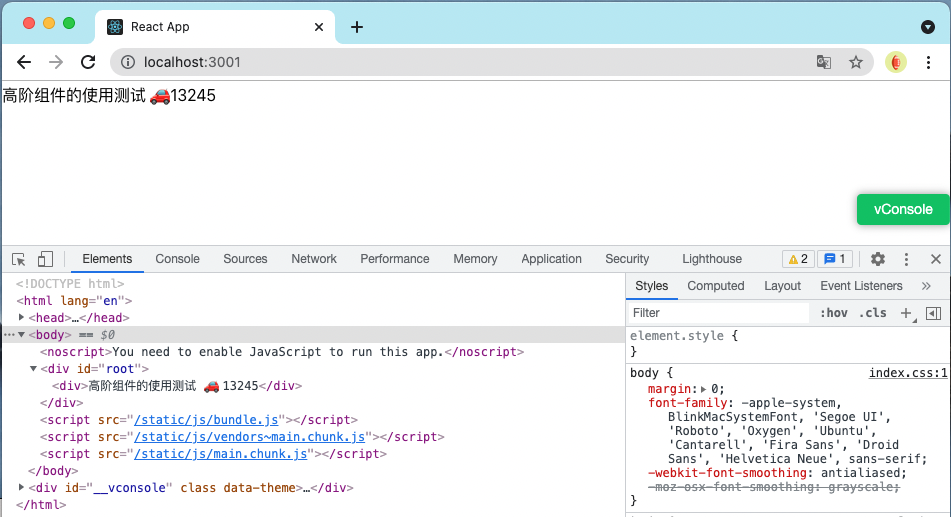 React App
localhost:3001
高阶组件的使用测试 🚗13245
vConsole
Elements Console Sources Network Performance Memory Application Security Lighthouse 2 1
<!DOCTYPE html>
<html lang="en">
<head>…</head>
<body> == $0
<noscript>You need to enable JavaScript to run this app.</noscript>
<div id="root">
<div>高阶组件的使用测试 🚗 13245</div>
</div>
<script src="/static/js/bundle.js"></script>
<script src="/static/js/vendors~main.chunk.js"></script>
<script src="/static/js/main.chunk.js"></script>
</body>
<div id="__vconsole" class data-theme>…</div>
</html>
Styles Computed Layout Event Listeners »
Filter :hov .cls +
element.style {
}
body { index.css:1
margin: 0;
font-family: -apple-system,
BlinkMacSystemFont, 'Segoe UI',
'Roboto', 'Oxygen', 'Ubuntu',
'Cantarell', 'Fira Sans', 'Droid
Sans', 'Helvetica Neue', sans-serif;
-webkit-font-smoothing: antialiased;
-moz-osx-font-smoothing: grayscale;
}